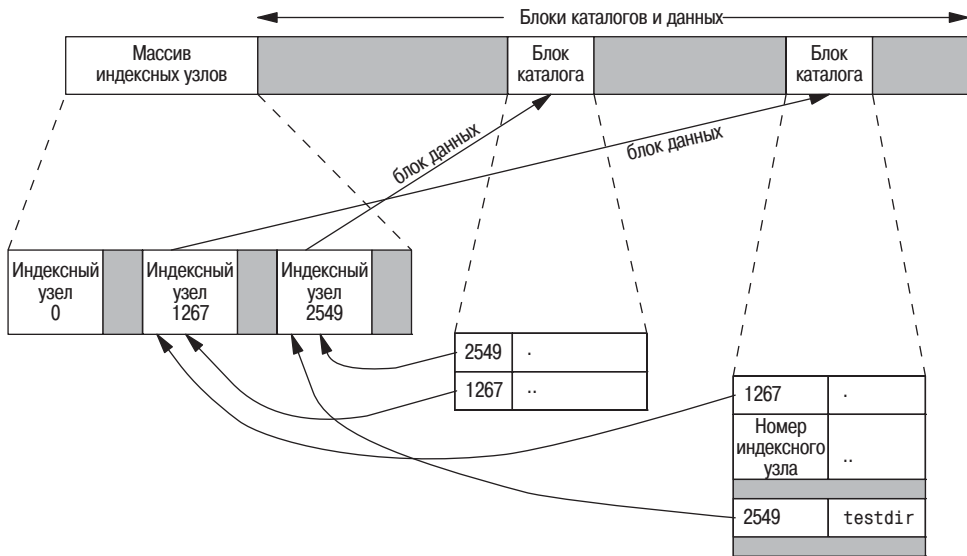 Блоки каталогов и данных
Массив
индексных узлов
Блок
каталога
Блок
каталога
блок данных
блок данных
Индексный
узел
0
Индексный
узел
1267
Индексный
узел
2549
2549 .
1267 ..
1267 .
Номер
индексного
узла
..
2549 testdir